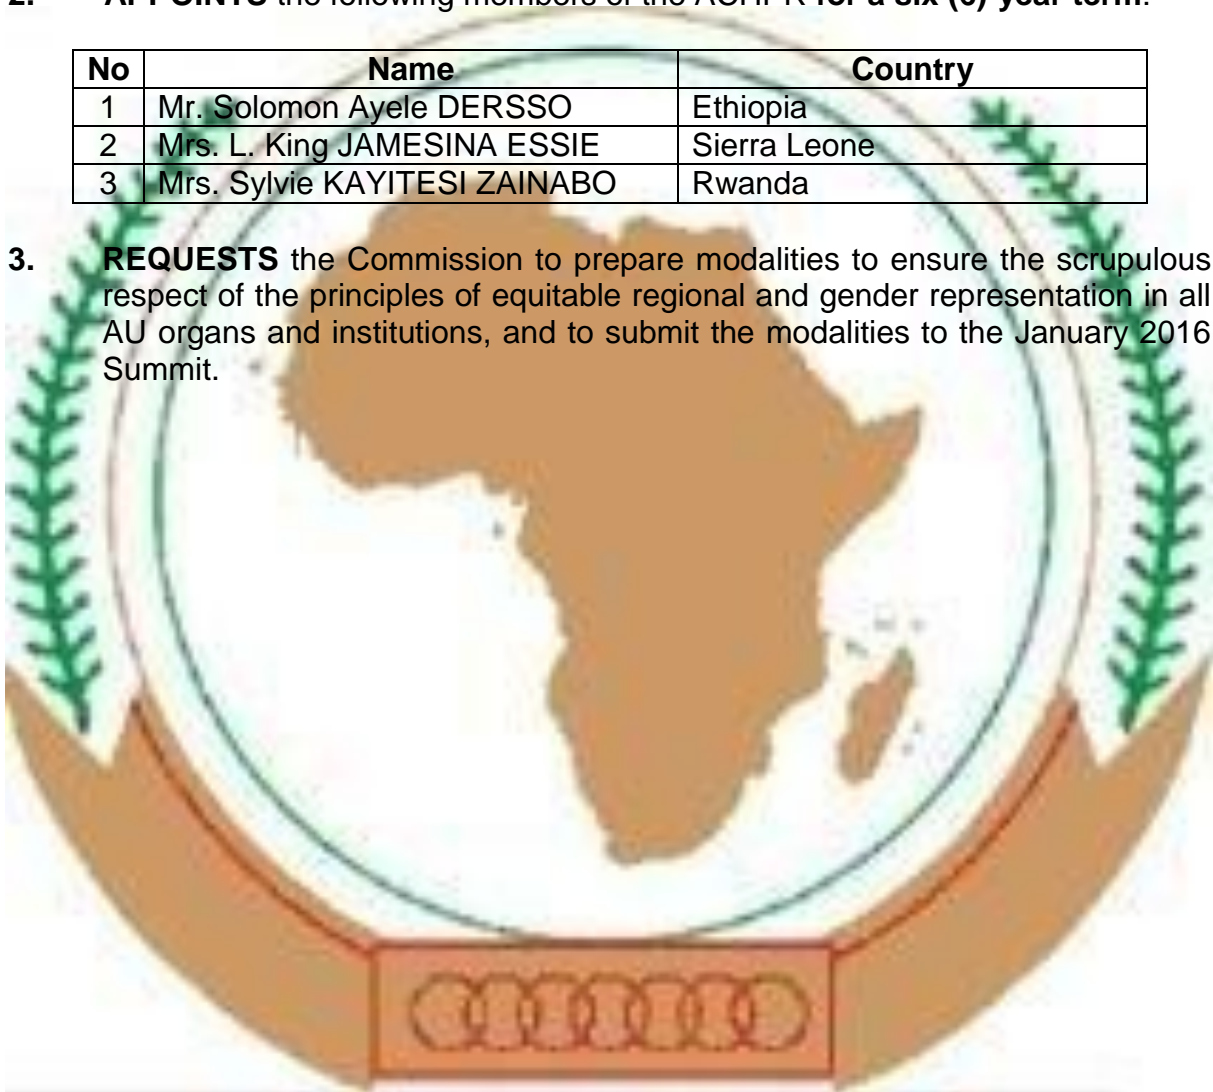 2. APPOINTS the following members of the ACHPR for a six (6) year term:
No Name Country
1 Mr. Solomon Ayele DERSSO Ethiopia
2 Mrs. L. King JAMESINA ESSIE Sierra Leone
3 Mrs. Sylvie KAYITESI ZAINABO Rwanda
3. REQUESTS the Commission to prepare modalities to ensure the scrupulous
respect of the principles of equitable regional and gender representation in all
AU organs and institutions, and to submit the modalities to the January 2016
Summit.